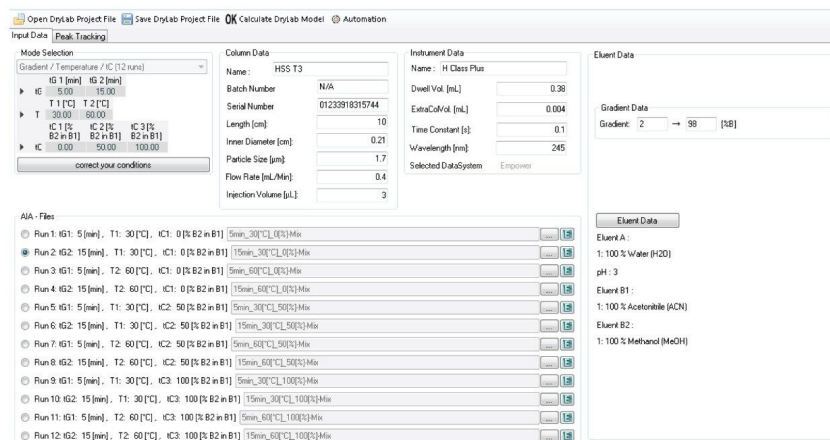 Open DryLab Project File Save DryLab Project File OK Calculate DryLab Model Automation
Input Data Peak Tracking
Mode Selection
Gradient / Temperature / tC (12 runs)
tG 1 [min] tG 2 [min]
tG 5.00 15.00
T 1 [°C] T 2 [°C]
T 30.00 60.00
tC 1 [% B2 in B1] tC 2 [% B2 in B1] tC 3 [% B2 in B1]
tC 0.00 50.00 100.00
correct your conditions
Column Data
Name : HSS T3
Batch Number N/A
Serial Number 01233918315744
Length [cm]: 10
Inner Diameter [cm]: 0.21
Particle Size [µm]: 1.7
Flow Rate [mL/Min]: 0.4
Injection Volume [µL]: 3
Instrument Data
Name : H Class Plus
Dwell Vol. [mL] 0.38
ExtraColVol. [mL] 0.004
Time Constant [s]: 0.1
Wavelength [nm]: 245
Selected DataSystem Empower
Eluent Data
Gradient Data
Gradient: 2 → 98 [%B]
AIA - Files
Run 1: tG1: 5 [min] , T1: 30 [°C] , tC1: 0 [% B2 in B1] 5min_30[°C]_0[%]-Mix ...
Run 2: tG2: 15 [min] , T1: 30 [°C] , tC1: 0 [% B2 in B1] 15min_30[°C]_0[%]-Mix ...
Run 3: tG1: 5 [min] , T2: 60 [°C] , tC1: 0 [% B2 in B1] 5min_60[°C]_0[%]-Mix ...
Run 4: tG2: 15 [min] , T2: 60 [°C] , tC1: 0 [% B2 in B1] 15min_60[°C]_0[%]-Mix ...
Run 5: tG1: 5 [min] , T1: 30 [°C] , tC2: 50 [% B2 in B1] 5min_30[°C]_50[%]-Mix ...
Run 6: tG2: 15 [min] , T1: 30 [°C] , tC2: 50 [% B2 in B1] 15min_30[°C]_50[%]-Mix ...
Run 7: tG1: 5 [min] , T2: 60 [°C] , tC2: 50 [% B2 in B1] 5min_60[°C]_50[%]-Mix ...
Run 8: tG2: 15 [min] , T2: 60 [°C] , tC2: 50 [% B2 in B1] 15min_60[°C]_50[%]-Mix ...
Run 9: tG1: 5 [min] , T1: 30 [°C] , tC3: 100 [% B2 in B1] 5min_30[°C]_100[%]-Mix ...
Run 10: tG2: 15 [min] , T1: 30 [°C] , tC3: 100 [% B2 in B1] 15min_30[°C]_100[%]-Mix ...
Run 11: tG1: 5 [min] , T2: 60 [°C] , tC3: 100 [% B2 in B1] 5min_60[°C]_100[%]-Mix ...
Run 12: tG2: 15 [min] , T2: 60 [°C] , tC3: 100 [% B2 in B1] 15min_60[°C]_100[%]-Mix ...
Eluent Data
Eluent A :
1: 100 % Water (H2O)
pH : 3
Eluent B1 :
1: 100 % Acetonitrile (ACN)
Eluent B2 :
1: 100 % Methanol (MeOH)